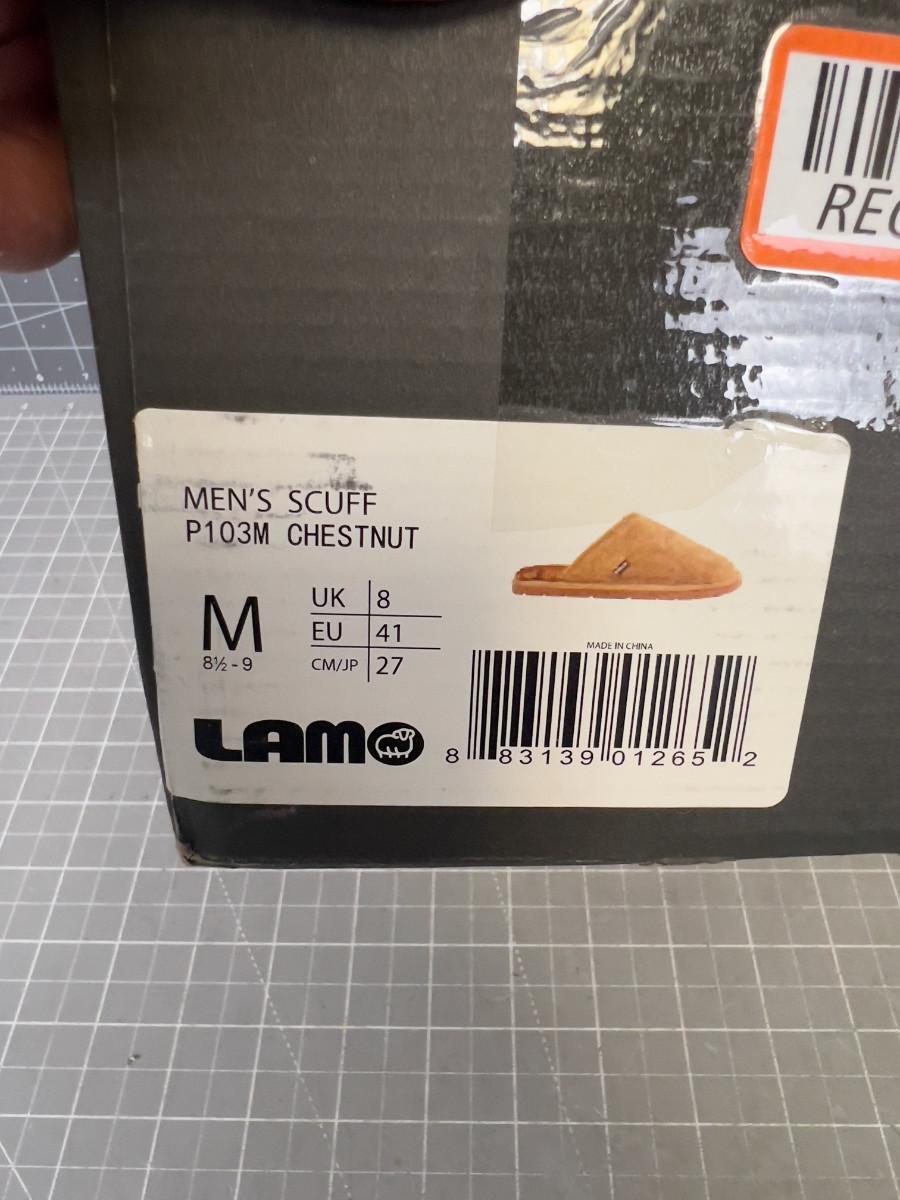 MEN'S SCUFF
P103M CHESTNUT
M
8½ - 9
UK 8
EU 41
CM/JP 27
MADE IN CHINA
LAMO
8 83139 01265 2